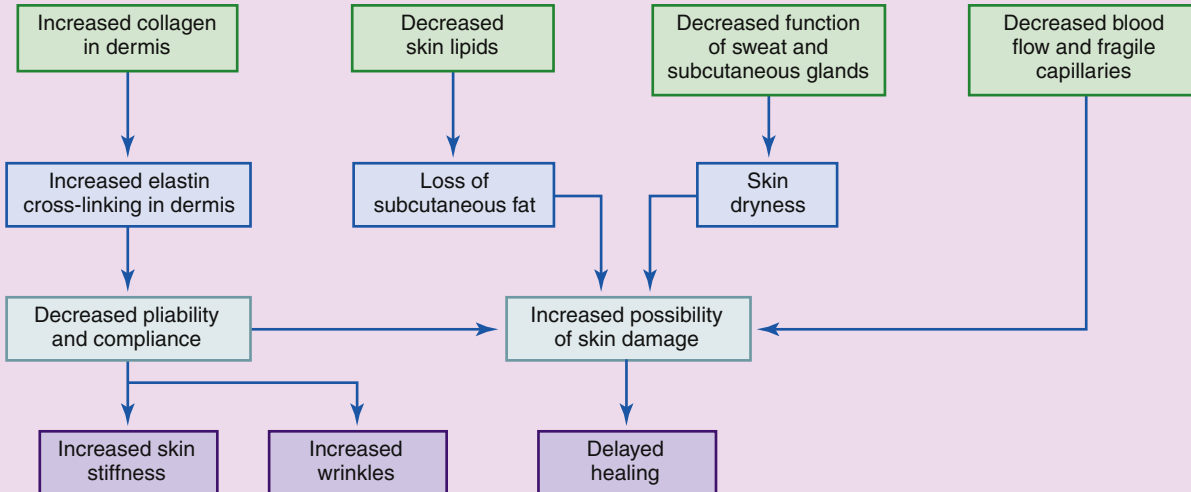 Increased collagen
in dermis
Decreased
skin lipids
Decreased function
of sweat and
subcutaneous glands
Decreased blood
flow and fragile
capillaries
Increased elastin
cross-linking in dermis
Loss of
subcutaneous fat
Skin
dryness
Decreased pliability
and compliance
Increased possibility
of skin damage
Increased skin
stiffness
Increased
wrinkles
Delayed
healing